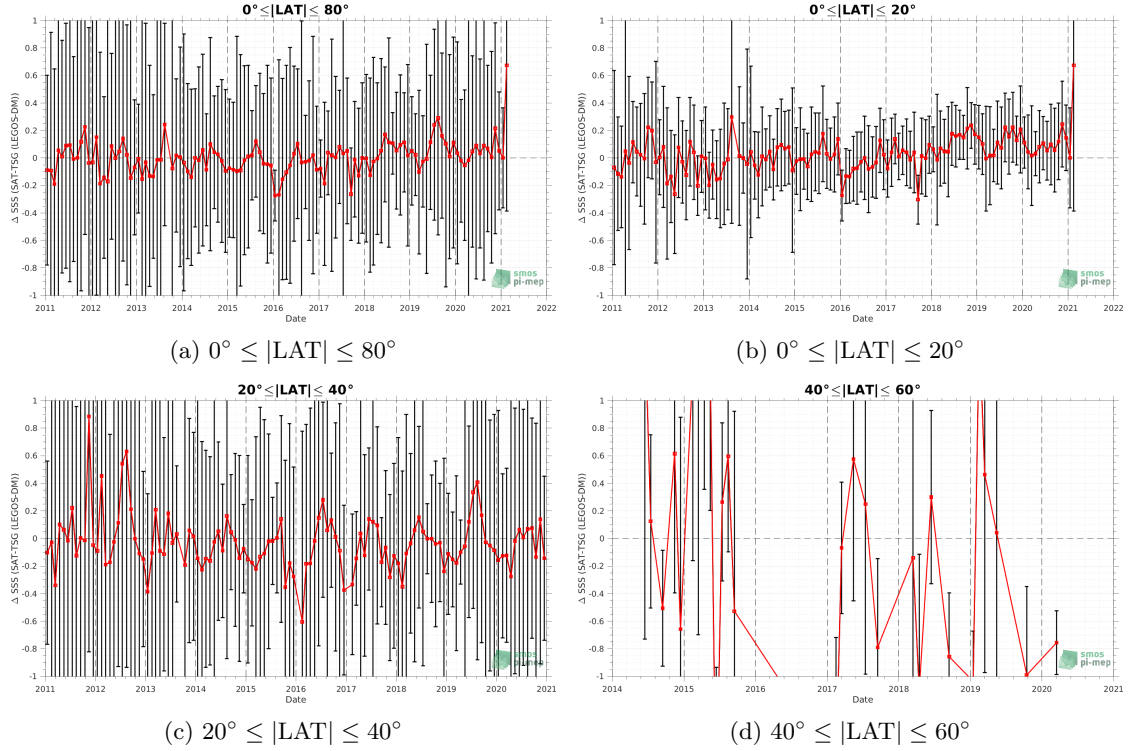 0°≤|LAT|≤ 80°
Δ SSS (SAT-TSG (LEGOS-DM))
1
0.8
0.6
0.4
0.2
0
-0.2
-0.4
-0.6
-0.8
-1
2011 2012 2013 2014 2015 2016 2017 2018 2019 2020 2021 2022
Date
smos
pi-mep
(a) 0° ≤ |LAT| ≤ 80°
0°≤|LAT|≤ 20°
Δ SSS (SAT-TSG (LEGOS-DM))
1
0.8
0.6
0.4
0.2
0
-0.2
-0.4
-0.6
-0.8
-1
2011 2012 2013 2014 2015 2016 2017 2018 2019 2020 2021 2022
Date
smos
pi-mep
(b) 0° ≤ |LAT| ≤ 20°
20°≤|LAT|≤ 40°
Δ SSS (SAT-TSG (LEGOS-DM))
1
0.8
0.6
0.4
0.2
0
-0.2
-0.4
-0.6
-0.8
-1
2011 2012 2013 2014 2015 2016 2017 2018 2019 2020 2021
Date
smos
pi-mep
(c) 20° ≤ |LAT| ≤ 40°
40°≤|LAT|≤ 60°
Δ SSS (SAT-TSG (LEGOS-DM))
1
0.8
0.6
0.4
0.2
0
-0.2
-0.4
-0.6
-0.8
-1
2014 2015 2016 2017 2018 2019 2020 2021
Date
smos
pi-mep
(d) 40° ≤ |LAT| ≤ 60°